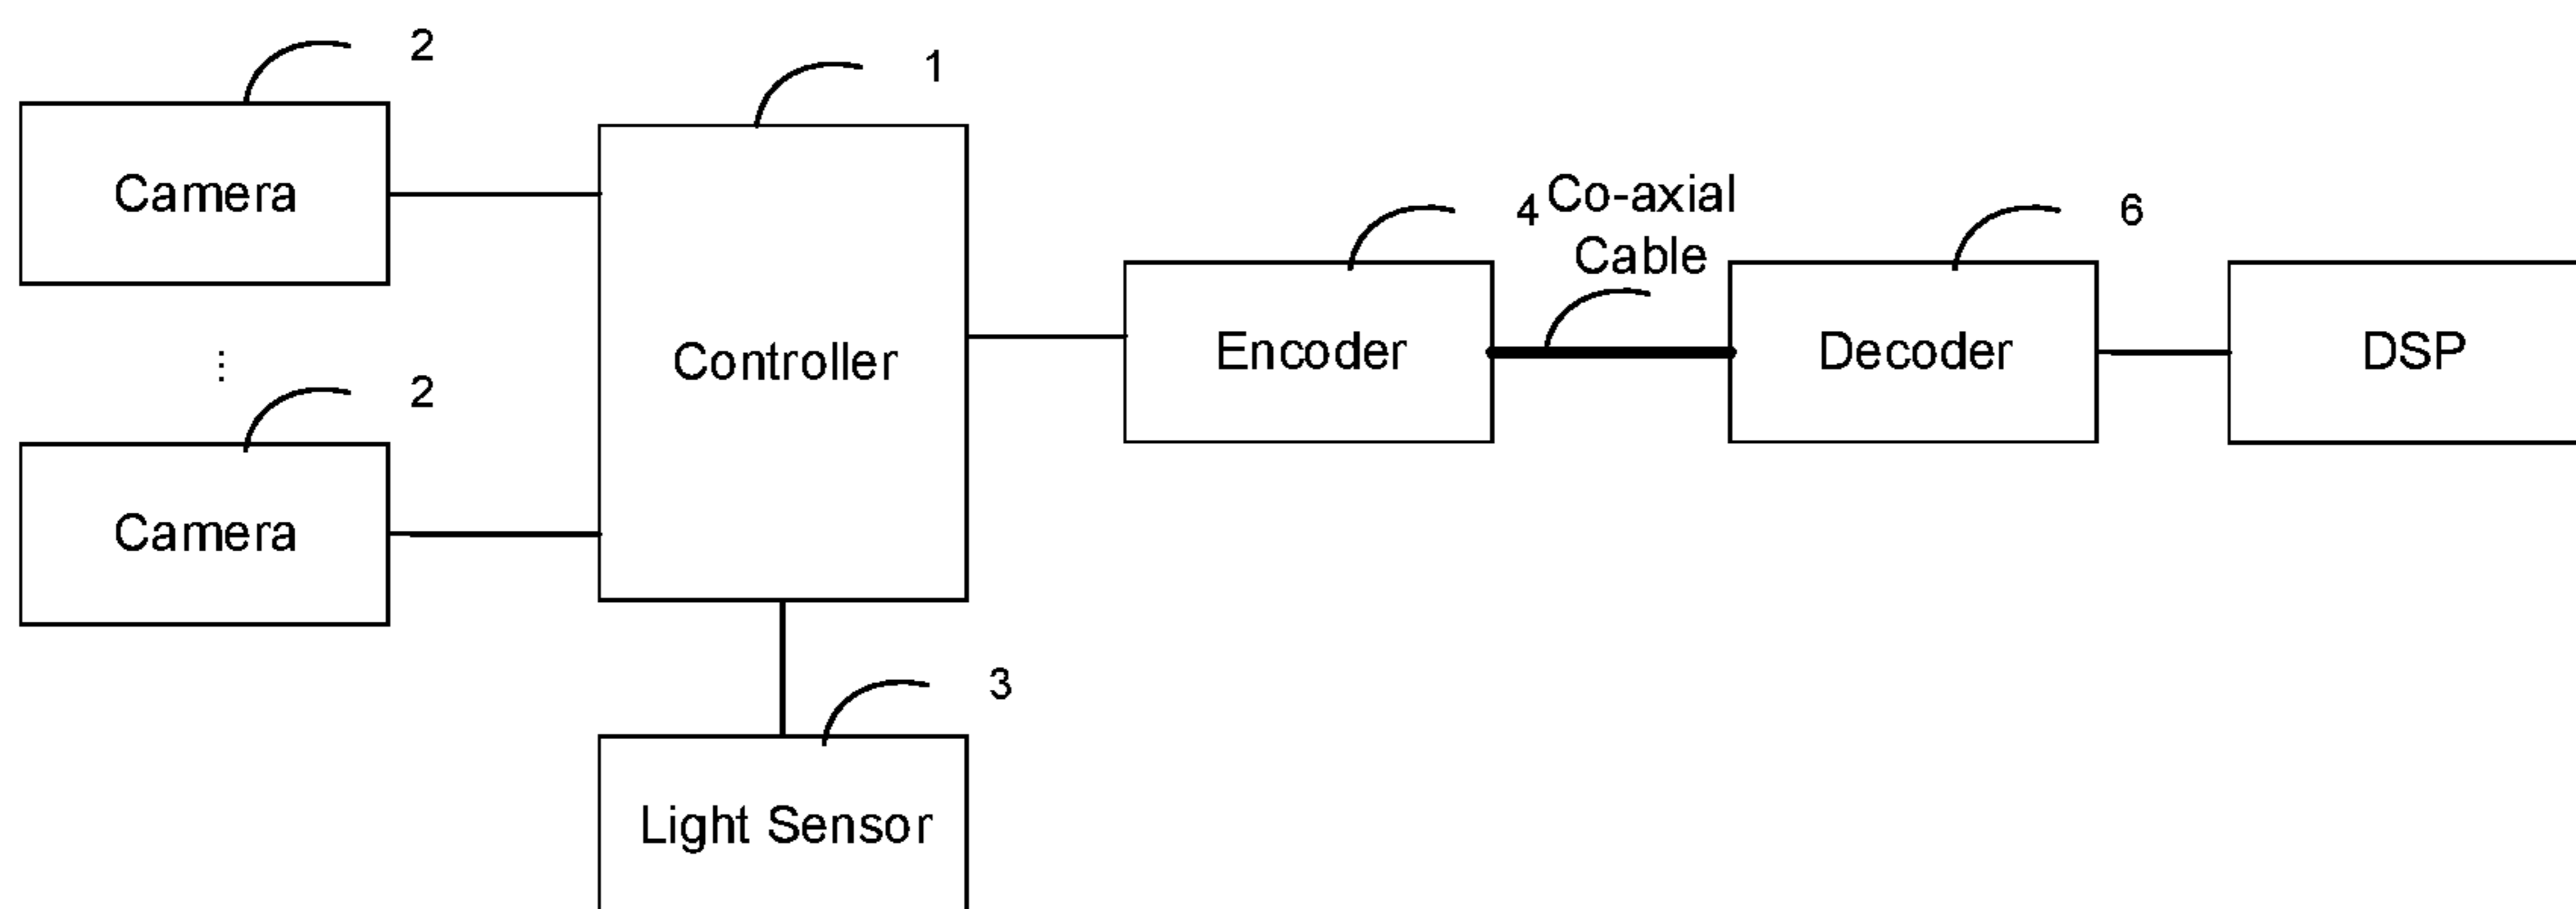 2
1
Camera
4
Co-axial
Cable
6
Controller
Encoder
Decoder
DSP
⋮
2
Camera
3
Light Sensor